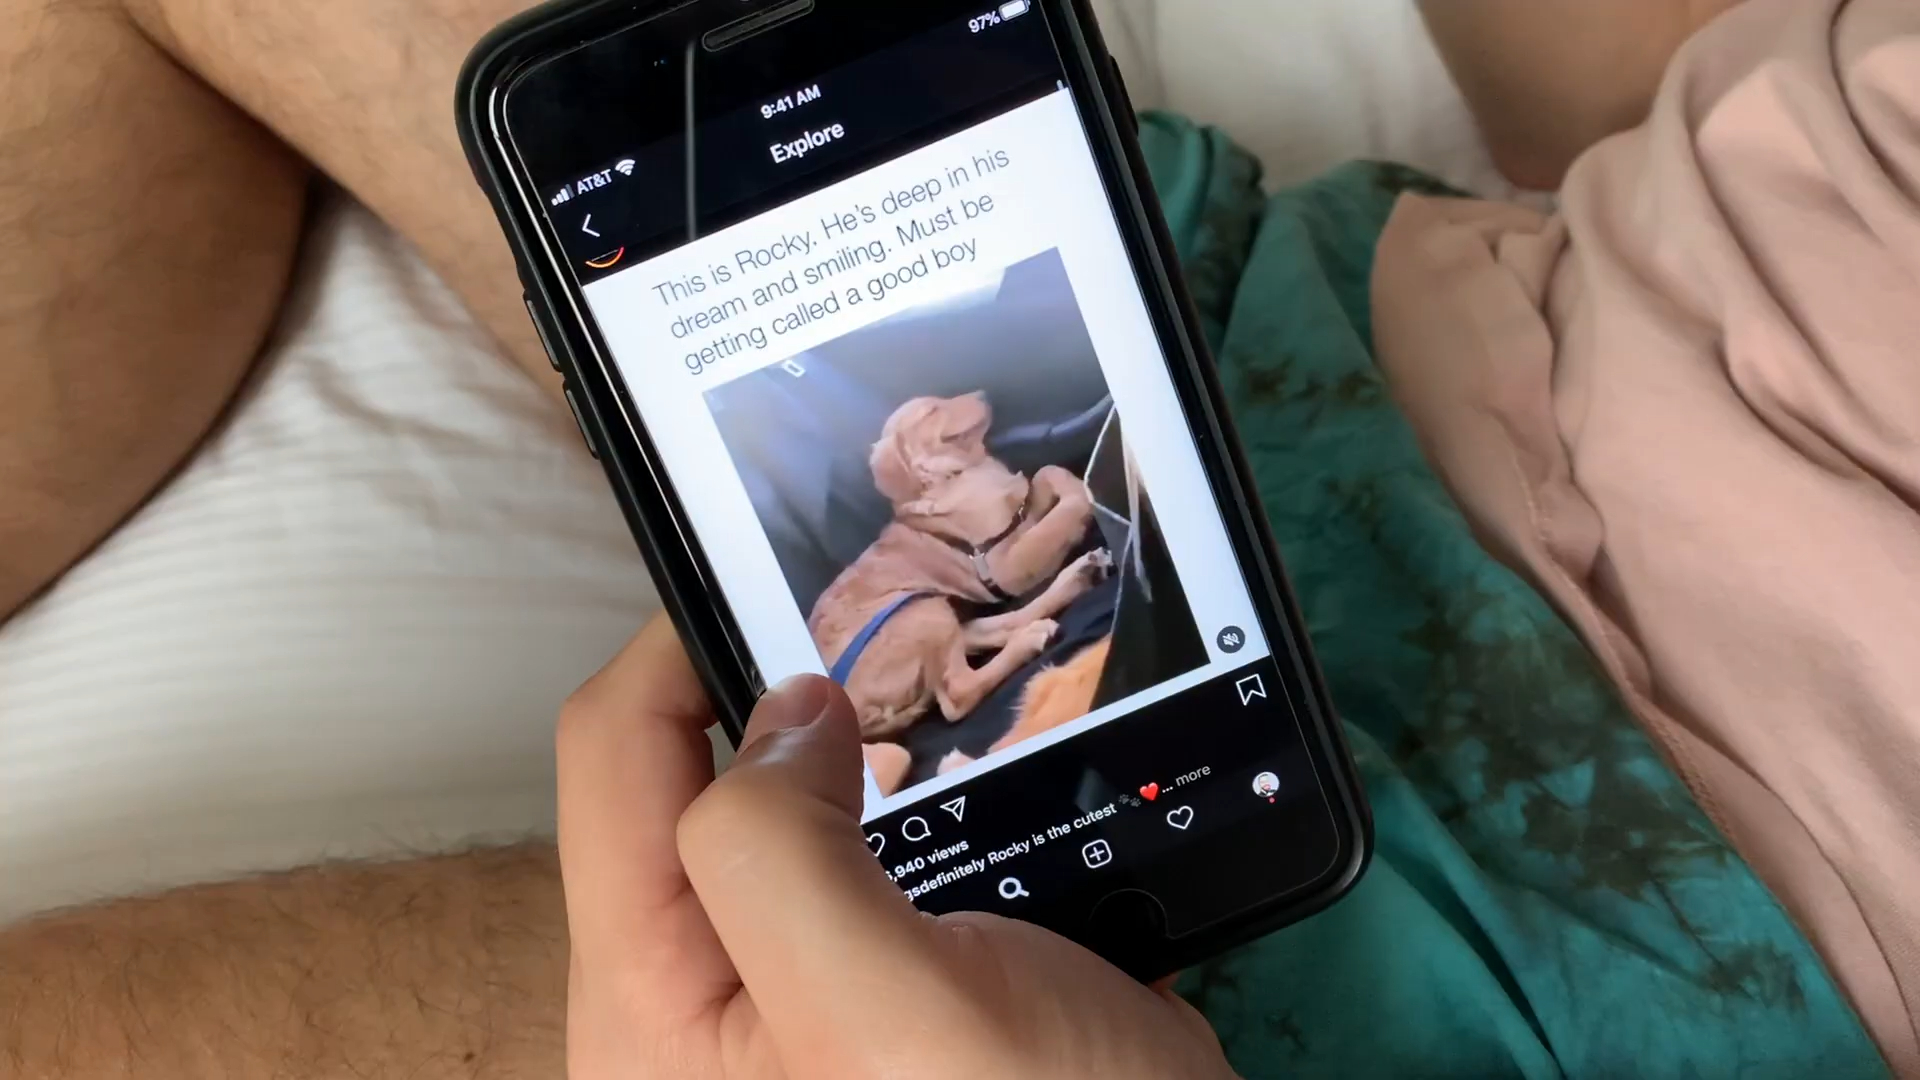 97%
9:41 AM
AT&T
Explore
This is Rocky. He's deep in his
dream and smiling. Must be
getting called a good boy
,940 views
gsdefinitely Rocky is the cutest 🐾❤️... more